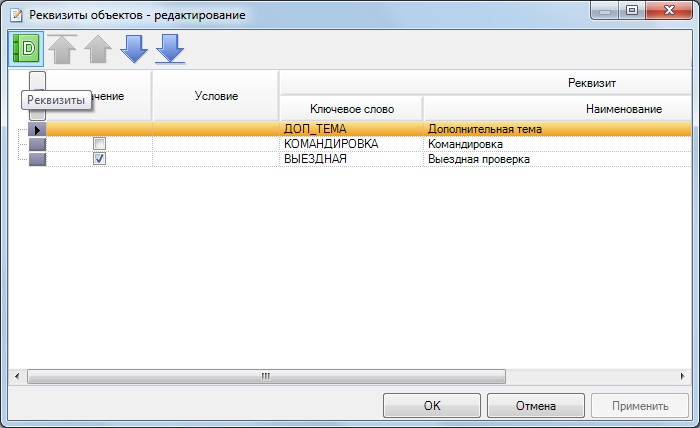 Реквизиты объектов - редактирование
D
Реквизит
Реквизиты
чение
Условие
Ключевое слово
Наименование
ДОП_ТЕМА
Дополнительная тема
КОМАНДИРОВКА
Командировка
ВЫЕЗДНАЯ
Выездная проверка
OK
Отмена
Применить